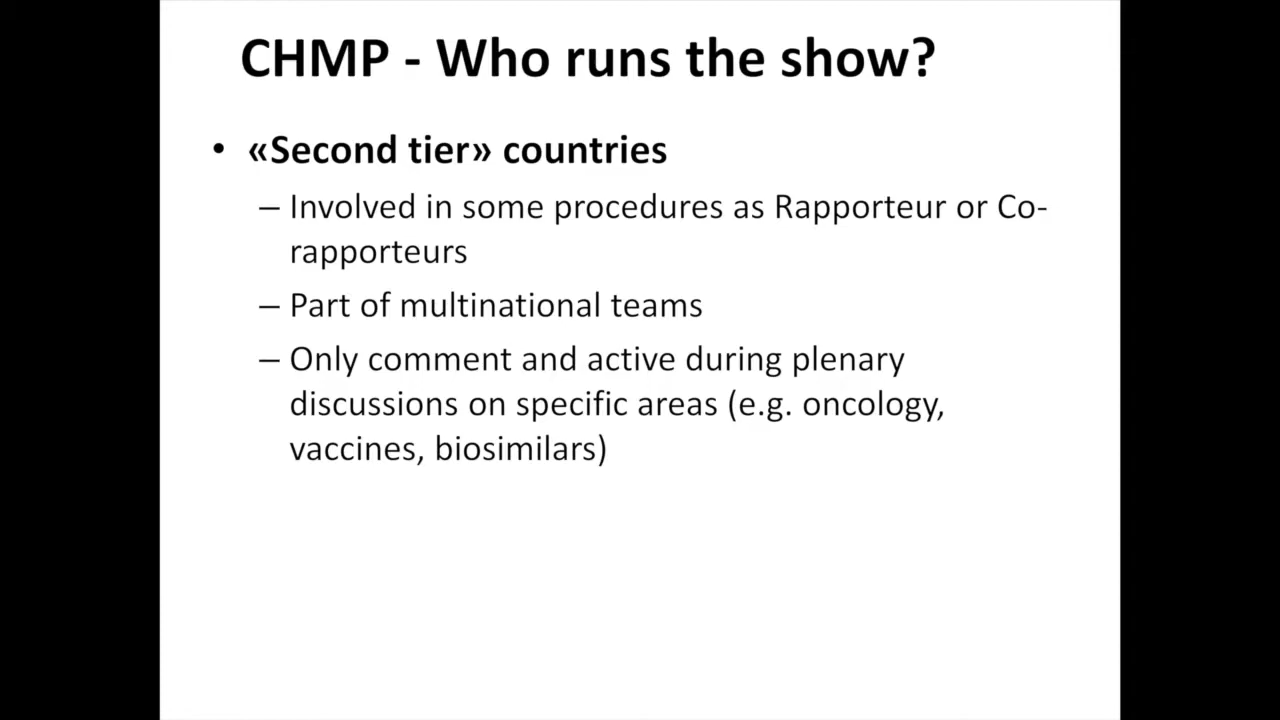 CHMP - Who runs the show?
• «Second tier» countries
– Involved in some procedures as Rapporteur or Co-
rapporteurs
– Part of multinational teams
– Only comment and active during plenary
discussions on specific areas (e.g. oncology,
vaccines, biosimilars)